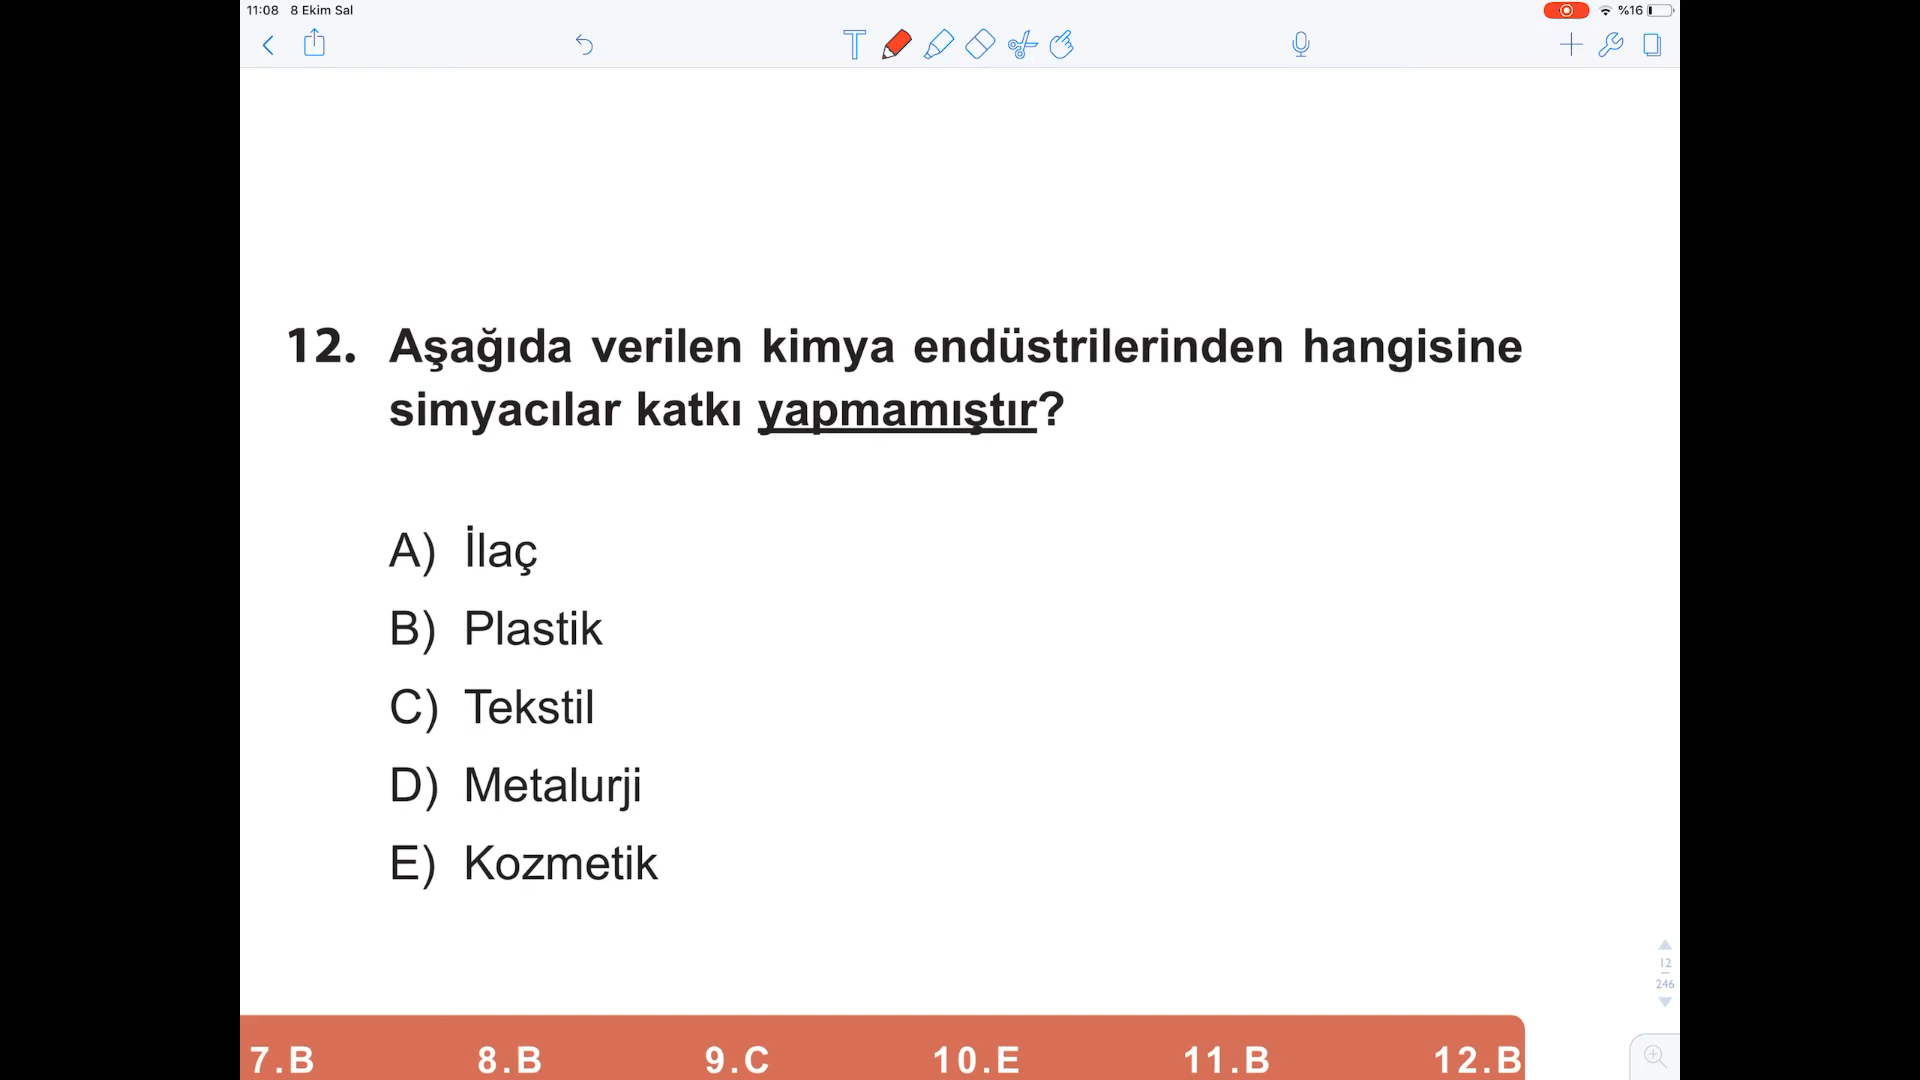 11:08 8 Ekim Sal
%16
T
12. Aşağıda verilen kimya endüstrilerinden hangisine
simyacılar katkı yapmamıştır?
A) İlaç
B) Plastik
C) Tekstil
D) Metalurji
E) Kozmetik
12
246
7.B 8.B 9.C 10.E 11.B 12.B